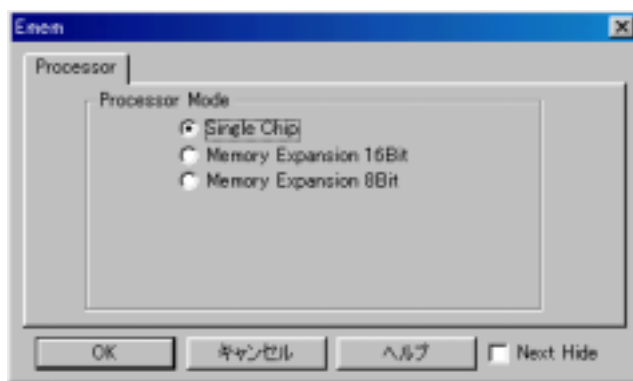 Emem
Processor
Processor Mode
Single Chip
Memory Expansion 16Bit
Memory Expansion 8Bit
OK キャンセル ヘルプ Next Hide